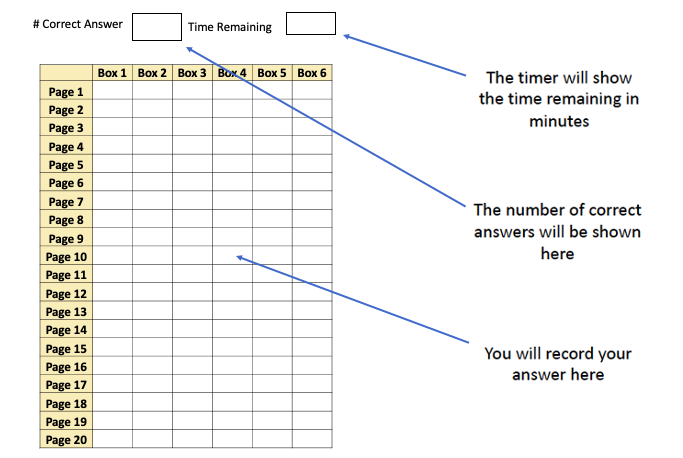 # Correct Answer Time Remaining
The timer will show
the time remaining in
minutes
Box 1 Box 2 Box 3 Box 4 Box 5 Box 6
Page 1
Page 2
Page 3
Page 4
Page 5
Page 6
Page 7
Page 8
Page 9
Page 10
Page 11
Page 12
Page 13
Page 14
Page 15
Page 16
Page 17
Page 18
Page 19
Page 20
The number of correct
answers will be shown
here
You will record your
answer here